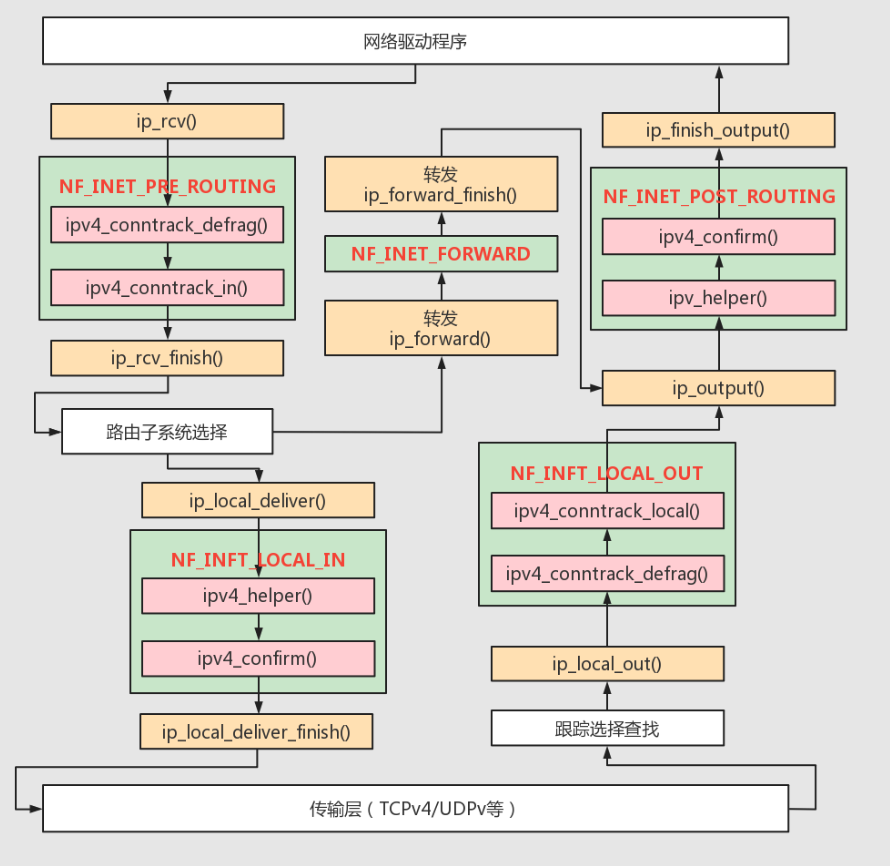 网络驱动程序
ip_rcv()
NF_INET_PRE_ROUTING
ipv4_conntrack_defrag()
ipv4_conntrack_in()
ip_rcv_finish()
路由子系统选择
ip_local_deliver()
NF_INFT_LOCAL_IN
ipv4_helper()
ipv4_confirm()
ip_local_deliver_finish()
转发
ip_forward_finish()
NF_INET_FORWARD
转发
ip_forward()
ip_finish_output()
NF_INET_POST_ROUTING
ipv4_confirm()
ipv_helper()
ip_output()
NF_INFT_LOCAL_OUT
ipv4_conntrack_local()
ipv4_conntrack_defrag()
ip_local_out()
跟踪选择查找
传输层（TCPv4/UDPv等）